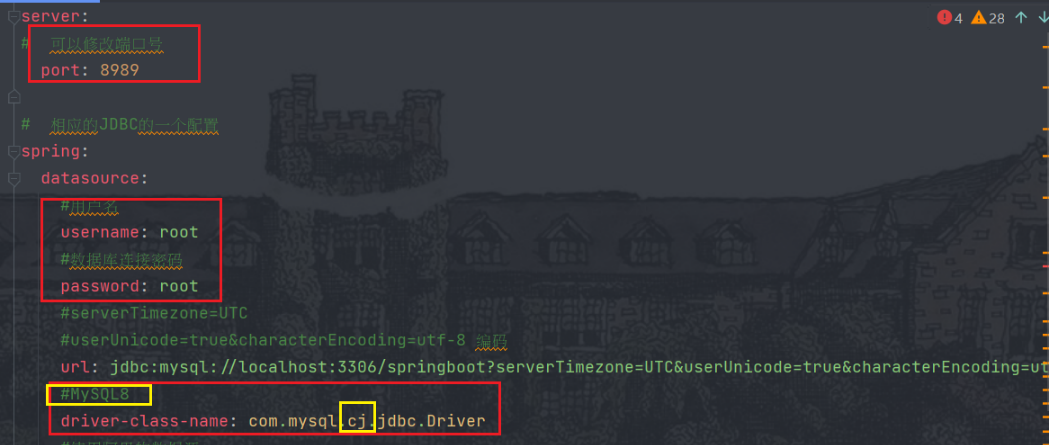 server:
# 可以修改端口号
port: 8989
4 28
# 相应的JDBC的一个配置
spring:
datasource:
#用户名
username: root
#数据库连接密码
password: root
#serverTimezone=UTC
#userUnicode=true&characterEncoding=utf-8 编码
url: jdbc:mysql://localhost:3306/springboot?serverTimezone=UTC&userUnicode=true&characterEncoding=ut
#MySQL8
driver-class-name: com.mysql.cj.jdbc.Driver